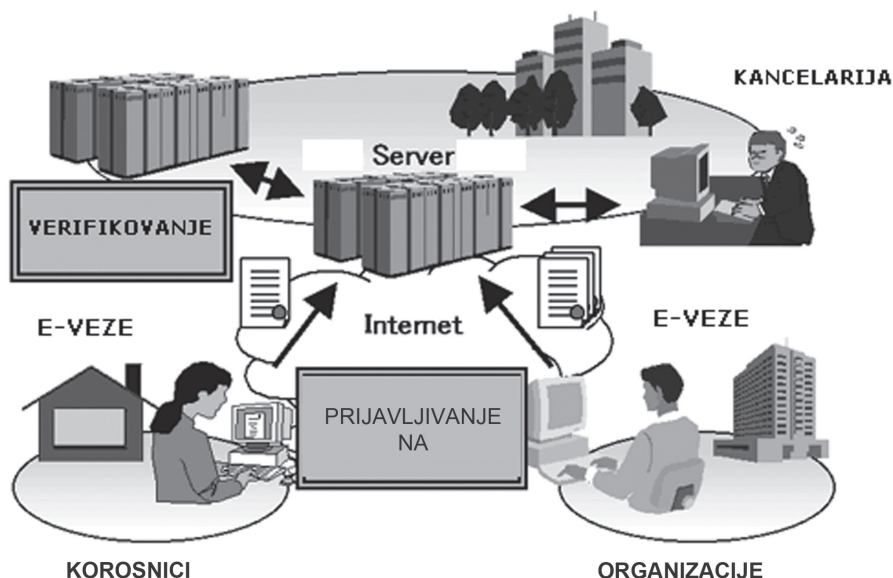 KANCELARIJA
Server
VERIFIKOVANJE
E-VEZE
Internet
E-VEZE
PRIJAVLJIVANJE
NA
KOROSNICI
ORGANIZACIJE